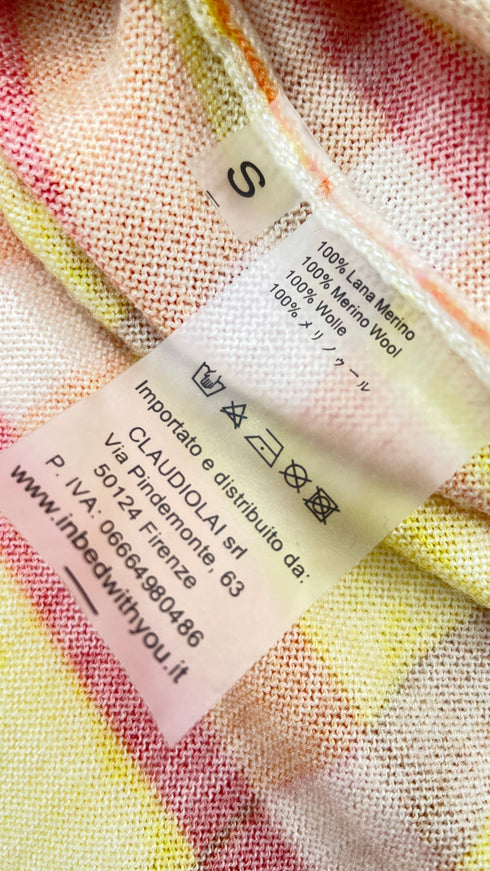 S
100% Lana Merino
100% Merino Wool
100% Wolle
100% メリノウール
Importato e distribuito da:
CLAUDIOLAI srl
Via Pindemonte, 63
50124 Firenze
P. IVA: 06664980486
www.inbedwithyou.it